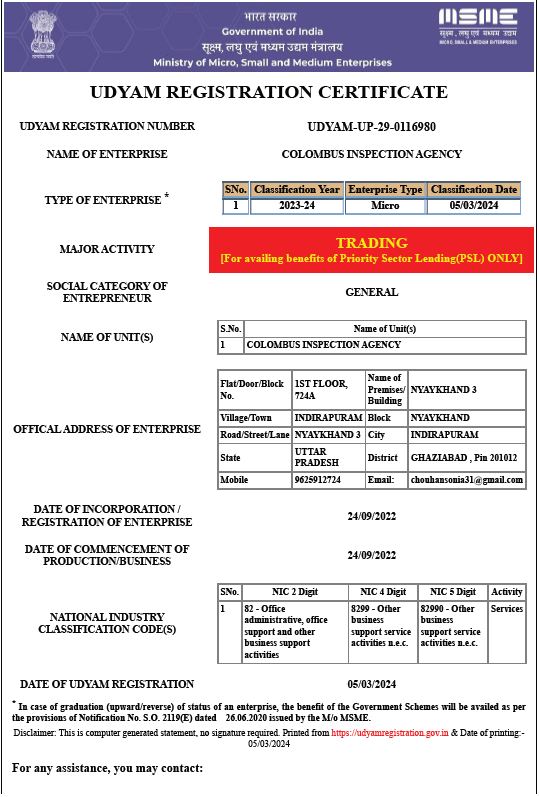 भारत सरकार
Government of India
सूक्ष्म, लघु एवं मध्यम उद्यम मंत्रालय
Ministry of Micro, Small and Medium Enterprises
MSME
सूक्ष्म, लघु एवं मध्यम उद्यम
MICRO, SMALL & MEDIUM ENTERPRISES
UDYAM REGISTRATION CERTIFICATE
UDYAM REGISTRATION NUMBER UDYAM-UP-29-0116980
NAME OF ENTERPRISE COLOMBUS INSPECTION AGENCY
TYPE OF ENTERPRISE *
SNo. Classification Year Enterprise Type Classification Date
1 2023-24 Micro 05/03/2024
MAJOR ACTIVITY
TRADING
[For availing benefits of Priority Sector Lending(PSL) ONLY]
SOCIAL CATEGORY OF
ENTREPRENEUR
GENERAL
NAME OF UNIT(S)
S.No. Name of Unit(s)
1 COLOMBUS INSPECTION AGENCY
OFFICAL ADDRESS OF ENTERPRISE
Flat/Door/Block No. 1ST FLOOR, 724A Name of Premises/ Building NYAYKHAND 3
Village/Town INDIRAPURAM Block NYAYKHAND
Road/Street/Lane NYAYKHAND 3 City INDIRAPURAM
State UTTAR PRADESH District GHAZIABAD , Pin 201012
Mobile 9625912724 Email: chouhansonia31@gmail.com
DATE OF INCORPORATION /
REGISTRATION OF ENTERPRISE
24/09/2022
DATE OF COMMENCEMENT OF
PRODUCTION/BUSINESS
24/09/2022
NATIONAL INDUSTRY
CLASSIFICATION CODE(S)
SNo. NIC 2 Digit NIC 4 Digit NIC 5 Digit Activity
1 82 - Office administrative, office support and other business support activities 8299 - Other business support service activities n.e.c. 82990 - Other business support service activities n.e.c. Services
DATE OF UDYAM REGISTRATION 05/03/2024
* In case of graduation (upward/reverse) of status of an enterprise, the benefit of the Government Schemes will be availed as per
the provisions of Notification No. S.O. 2119(E) dated 26.06.2020 issued by the M/o MSME.
Disclaimer: This is computer generated statement, no signature required. Printed from https://udyamregistration.gov.in & Date of printing:-
05/03/2024
For any assistance, you may contact: